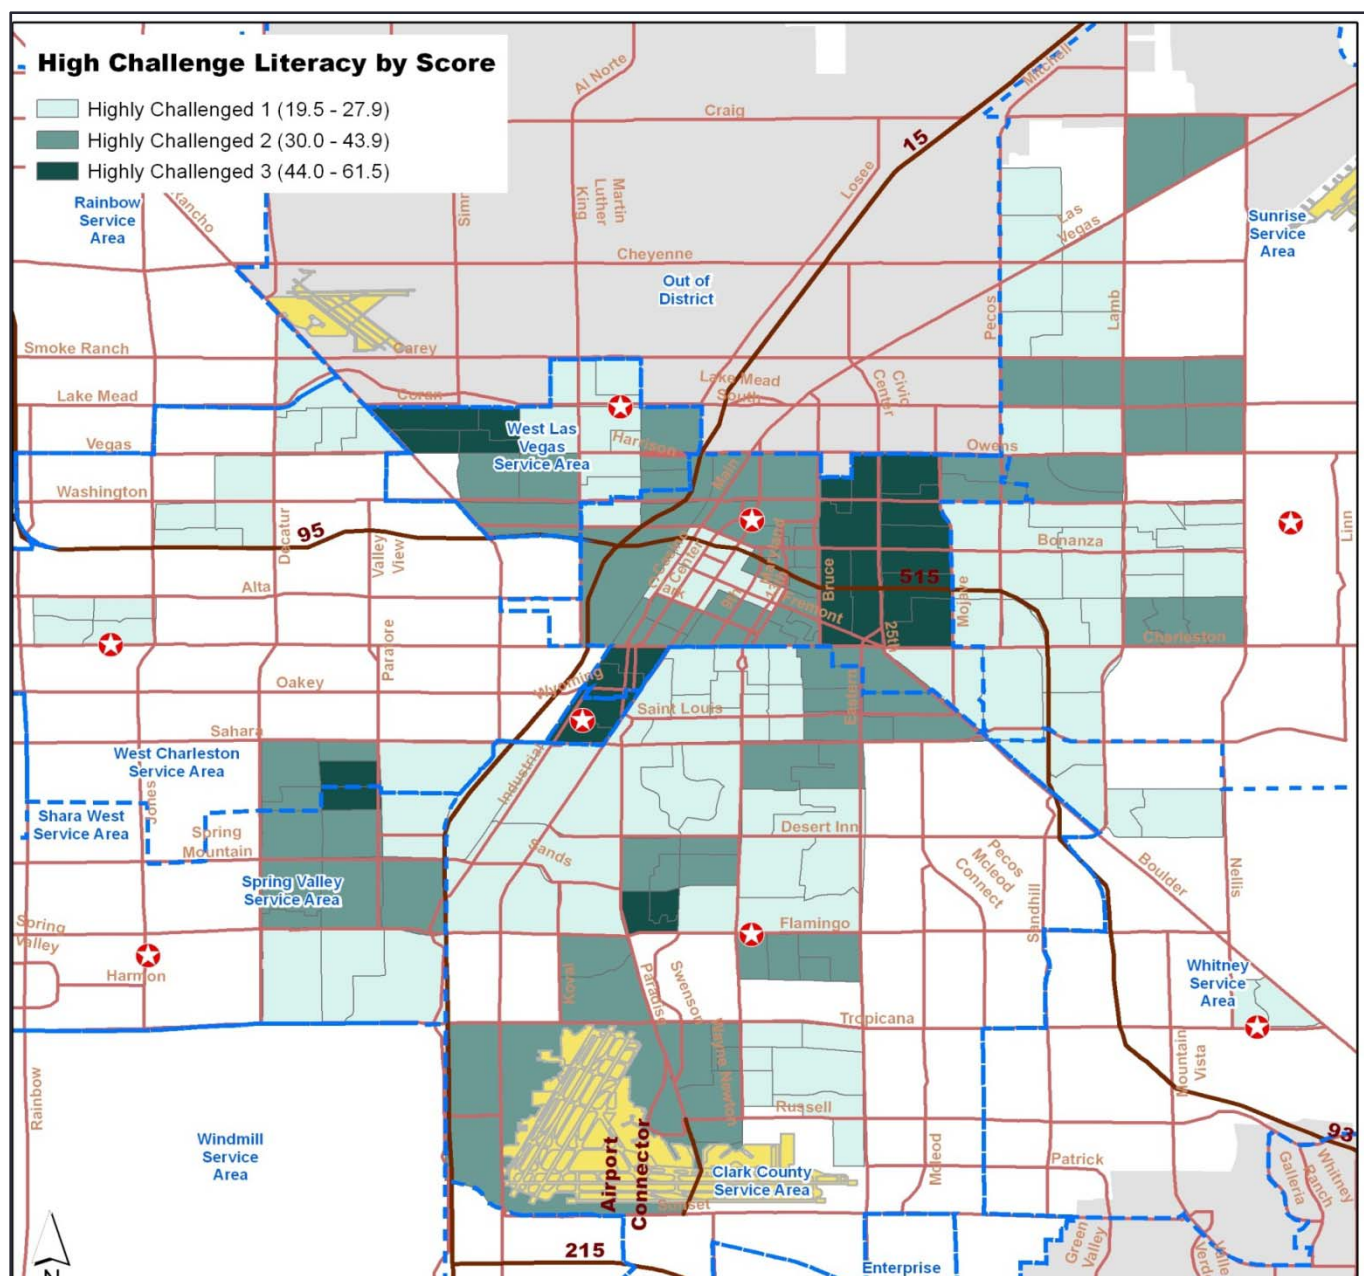 High Challenge Literacy by Score
Highly Challenged 1 (19.5 - 27.9)
Highly Challenged 2 (30.0 - 43.9)
Highly Challenged 3 (44.0 - 61.5)
Al Norte
Mitchell
Craig
15
Losee
Rancho
Rainbow
Service
Area
Martin
Luther
King
Las
Vegas
Sunrise
Service
Area
Cheyenne
Out of
District
Pecos
Lamb
Smoke Ranch
Carey
Lake Mead
Coran
Lake Mead
South
Civic
Center
Vegas
West Las
Vegas
Service Area
Harrison
Owens
Washington
Main
Linn
95
Decatur
Valley
View
Maryland
13th
Bonanza
Alta
Bruce
515
Mojave
Fremont
25th
Charleston
Paramore
Oakey
Wyoming
Saint Louis
Eastern
Sahara
West Charleston
Service Area
Industrial
Jones
Shara West
Service Area
Spring
Mountain
Desert Inn
Sands
Pecos
Mcleod
Connect
Boulder
Nellis
Spring Valley
Service Area
Spring
Valley
Flamingo
Sandhill
Harmon
Koval
Paradise
Swenson
Whitney
Service
Area
Tropicana
Wayne Newton
Mountain
Vista
Rainbow
Russell
Windmill
Service
Area
Airport
Connector
Clark County
Service Area
Mcleod
Patrick
93
Galleria
Whitney
Ranch
Sunset
215
Green
Valley
Enterprise
N